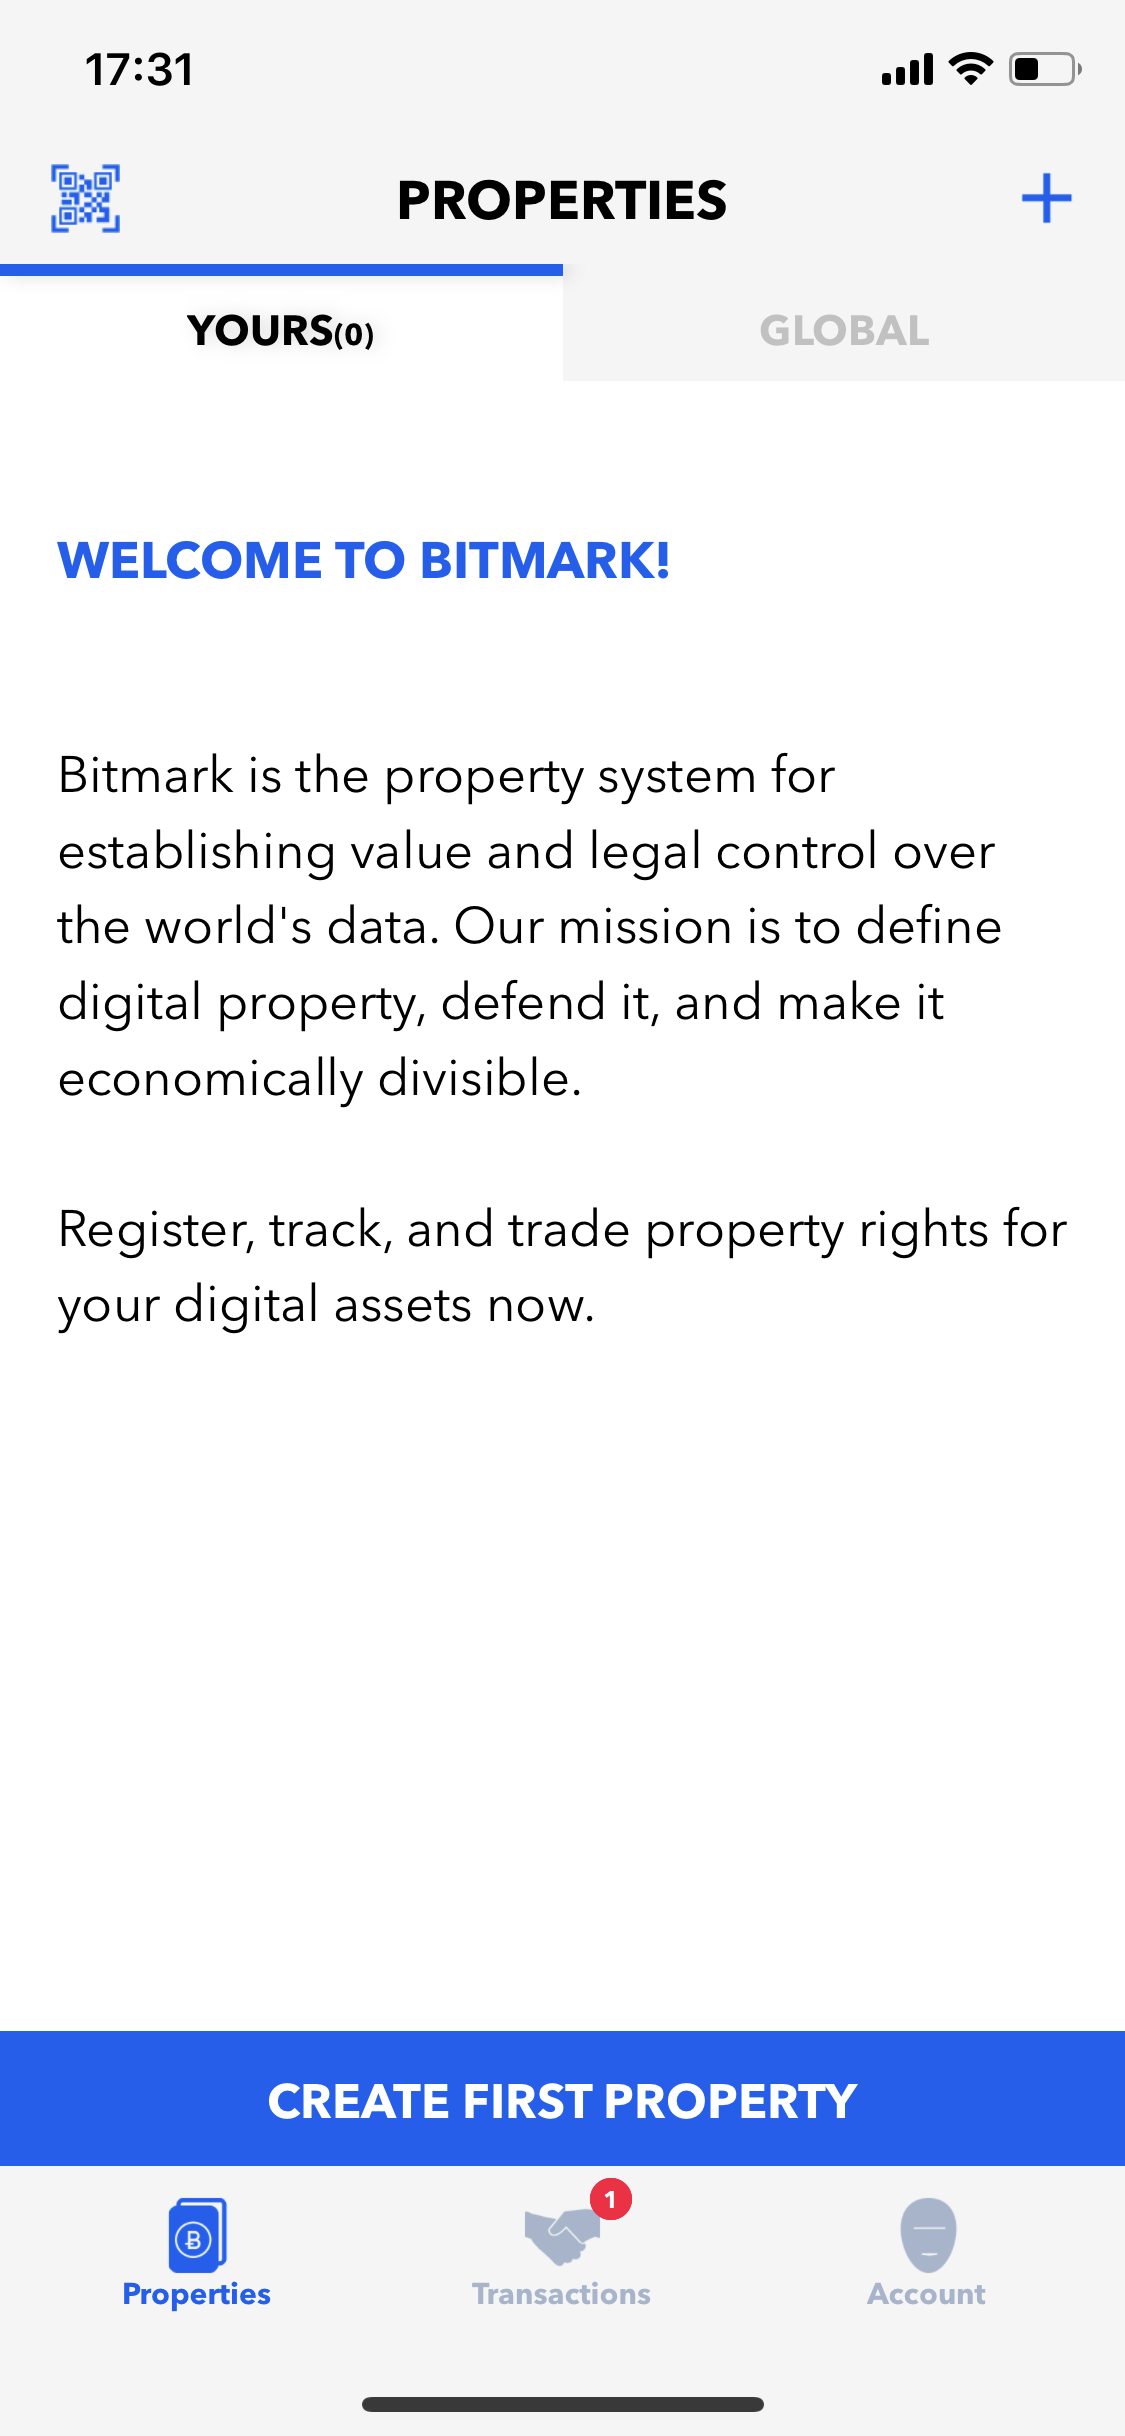 17:31
PROPERTIES
YOURS(0)
GLOBAL
WELCOME TO BITMARK!
Bitmark is the property system for
establishing value and legal control over
the world's data. Our mission is to define
digital property, defend it, and make it
economically divisible.
Register, track, and trade property rights for
your digital assets now.
CREATE FIRST PROPERTY
1
Properties
Transactions
Account